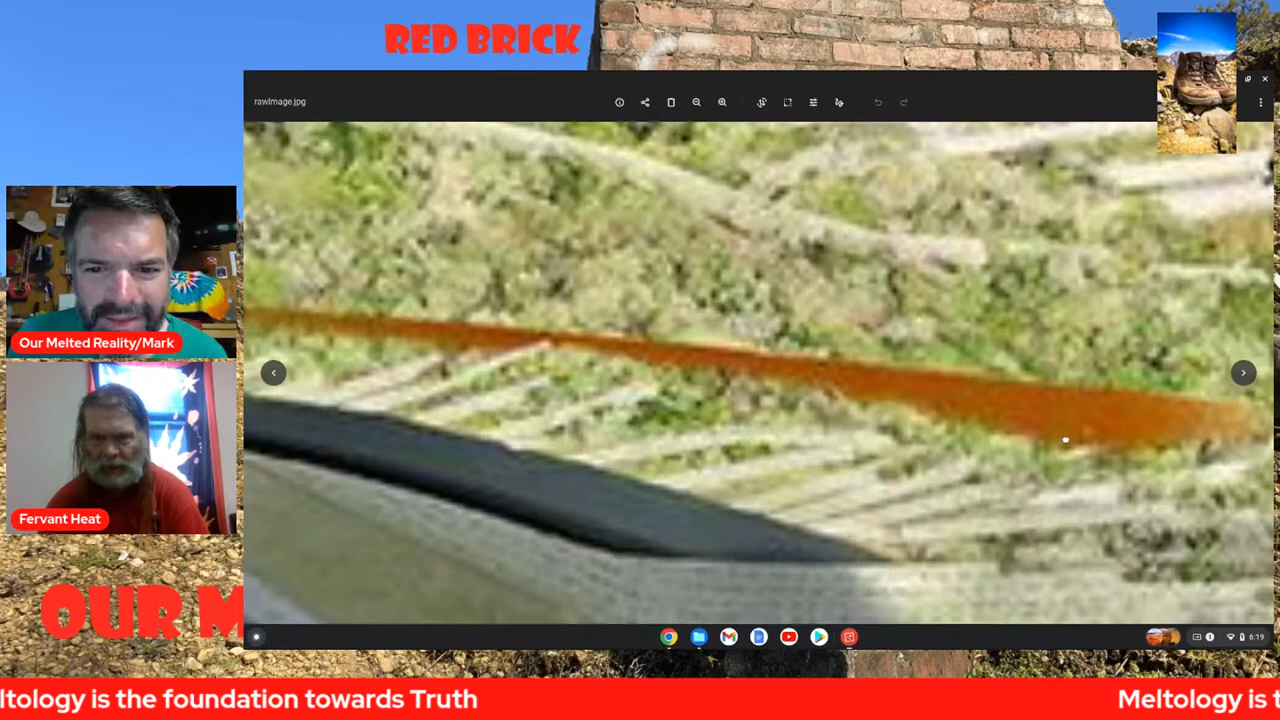 RED BRICK
rawImage.jpg
Our Melted Reality/Mark
Fervant Heat
OUR M
6:19
ltology is the foundation towards Truth
Meltology is t